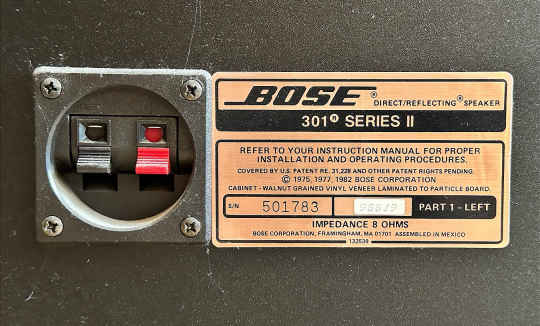 BOSE® DIRECT/REFLECTING® SPEAKER
301® SERIES II
REFER TO YOUR INSTRUCTION MANUAL FOR PROPER
INSTALLATION AND OPERATING PROCEDURES.
COVERED BY U.S. PATENT RE. 31,228 AND OTHER PATENT RIGHTS PENDING.
© 1975, 1977, 1982 BOSE CORPORATION
CABINET - WALNUT GRAINED VINYL VENEER LAMINATED TO PARTICLE BOARD.
S/N 501783 PART 1 - LEFT
IMPEDANCE 8 OHMS
BOSE CORPORATION, FRAMINGHAM, MA 01701 ASSEMBLED IN MEXICO